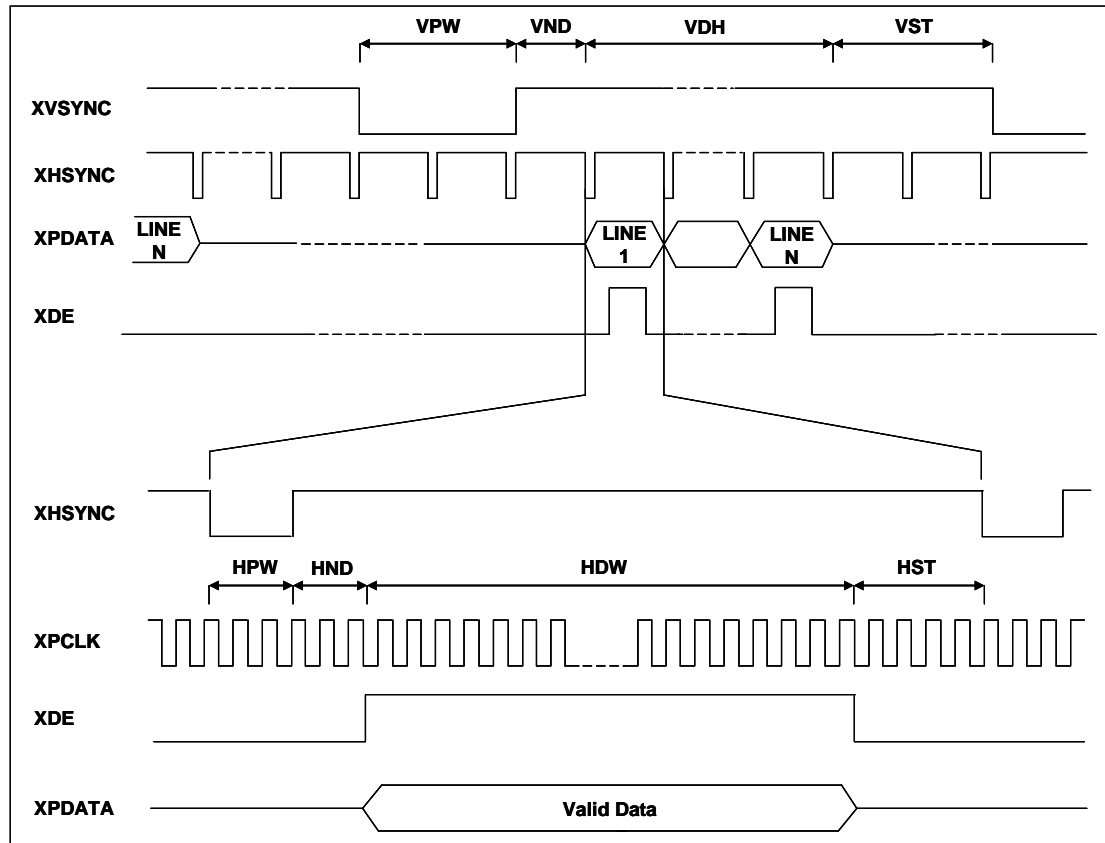 VPW VND VDH VST
XVSYNC
XHSYNC
XPDATA
LINE
N
LINE
1
LINE
N
XDE
XHSYNC
HPW HND HDW HST
XPCLK
XDE
XPDATA
Valid Data